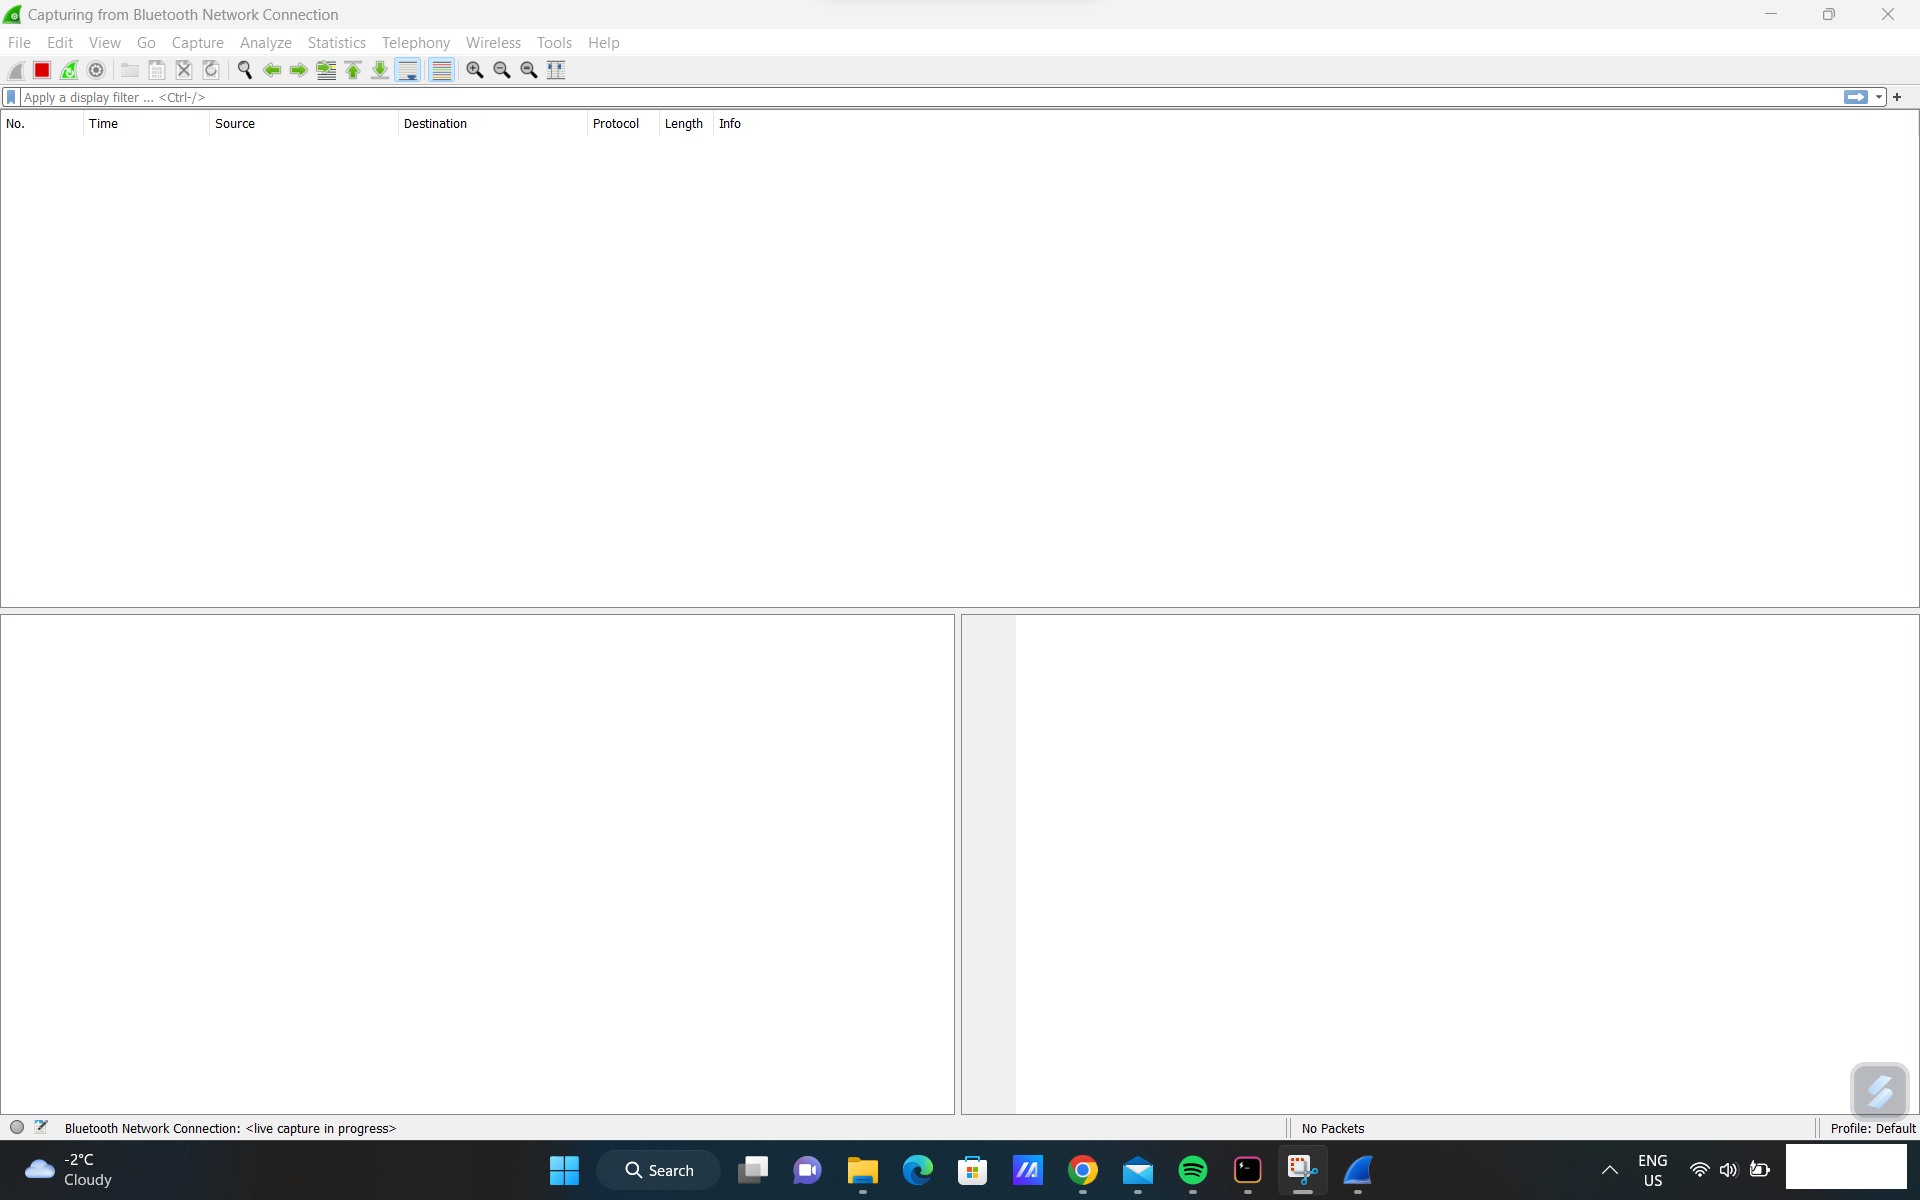 Capturing from Bluetooth Network Connection
File Edit View Go Capture Analyze Statistics Telephony Wireless Tools Help
Apply a display filter ... <Ctrl-/>
No. Time Source Destination Protocol Length Info
Bluetooth Network Connection: <live capture in progress>
No Packets
Profile: Default
-2°C
Cloudy
Search
ENG
US